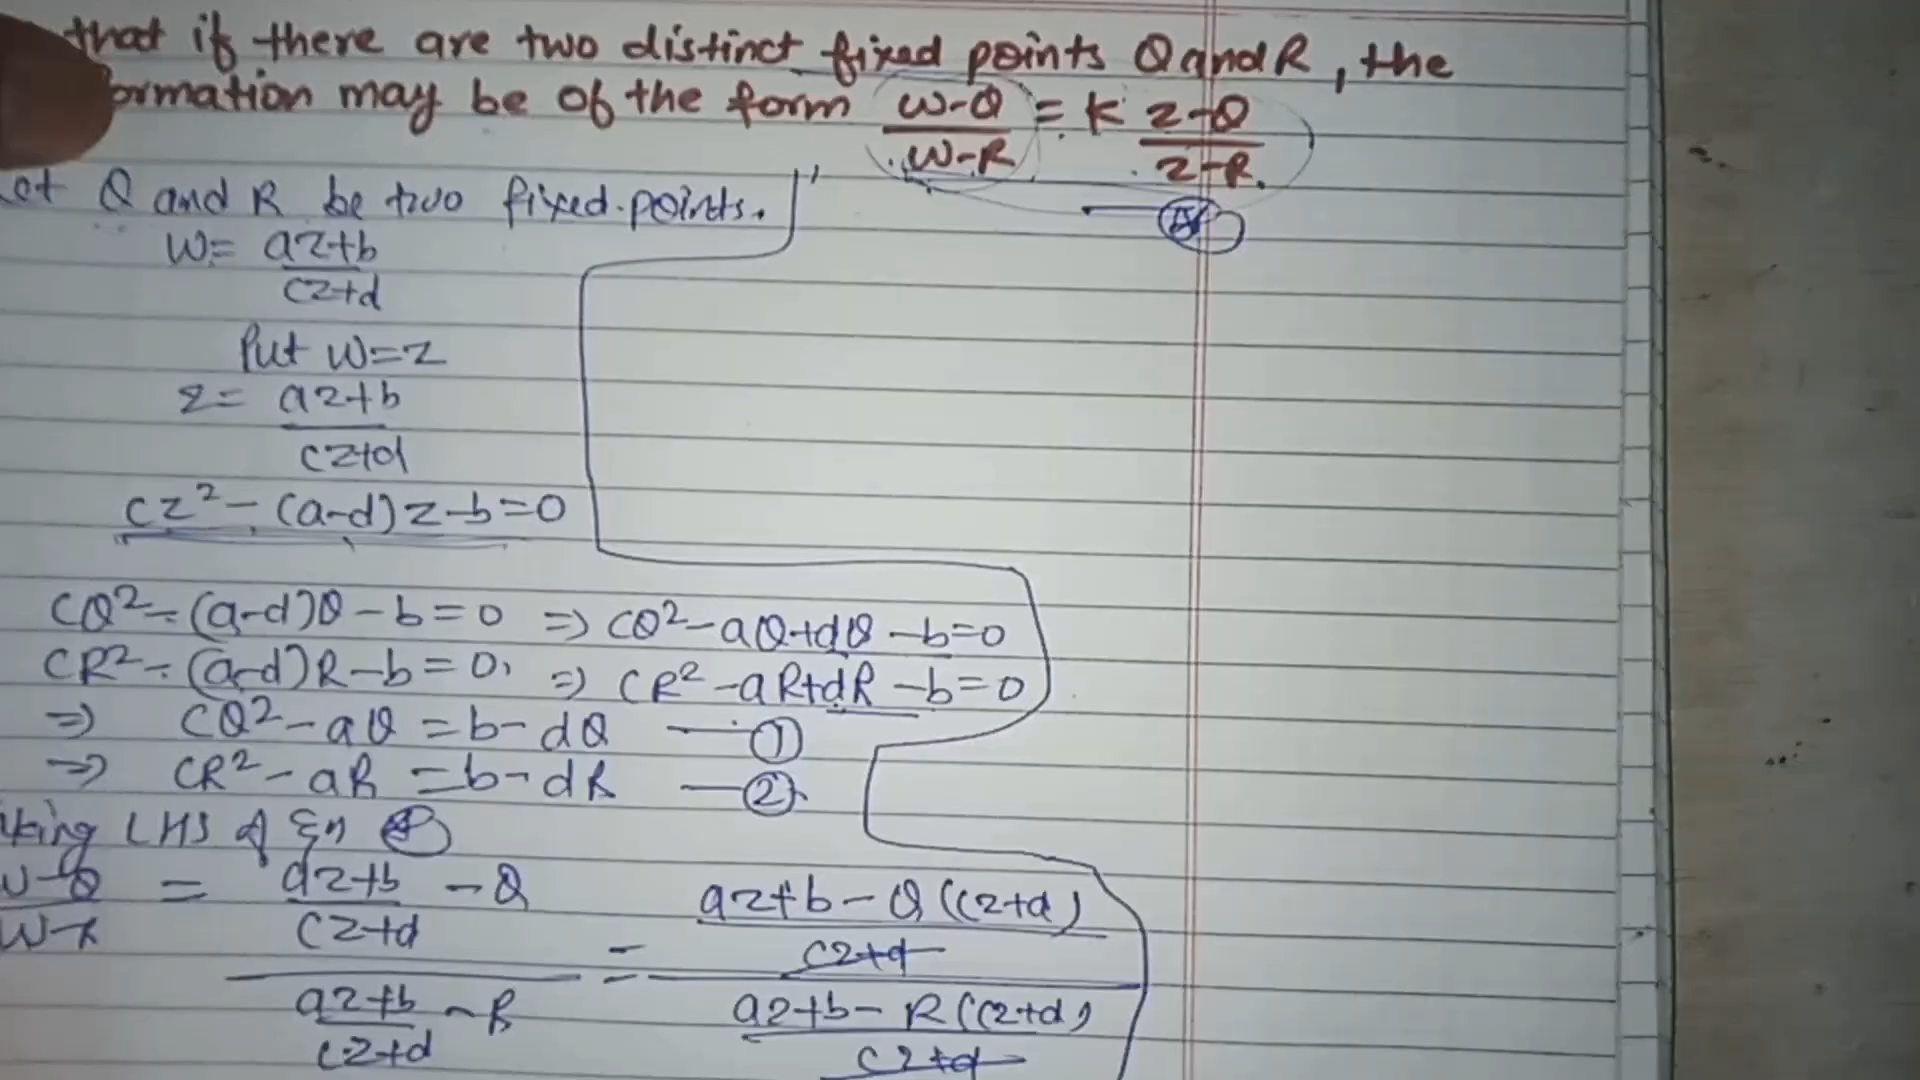 that if there are two distinct fixed points Q and R, the
ormation may be of the form w-Q/w-R = k z-Q/z-R.
et Q and R be two fixed points.
w= az+b/cz+d
Put w=z
z= az+b/cz+d
cz²-(a-d)z-b=0
CQ²-(a-d)Q-b=0 => CQ²-aQ+dQ-b=0
CR²-(a-d)R-b=0, => CR²-aR+dR-b=0
=> CQ²-aQ =b-dQ —①
=> CR²-aR =b-dR —②
king LHS of En
w-Q = az+b/cz+d -Q / az+b/cz+d -R = az+b-Q(cz+d)/cz+d / az+b-R(cz+d)/cz+d